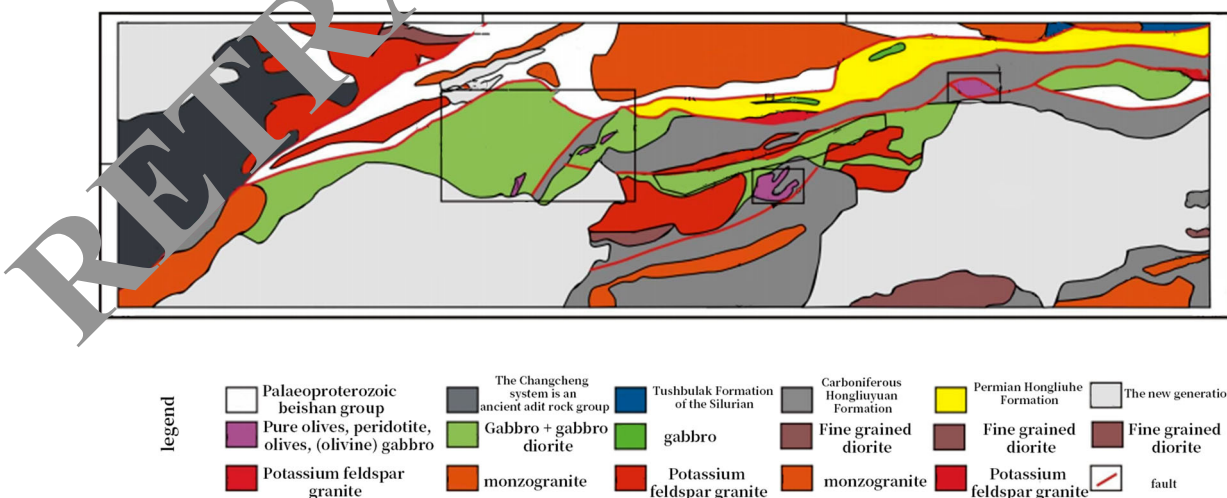 RETRA
legend
Palaeoproterozoic
beishan group
The Changcheng
system is an
ancient adit rock group
Tushbulak Formation
of the Silurian
Carboniferous
Hongliuyuan
Formation
Permian Hongliuhe
Formation
The new generatio
Pure olives, peridotite,
olives, (olivine) gabbro
Gabbro + gabbro
diorite
gabbro
Fine grained
diorite
Fine grained
diorite
Fine grained
diorite
Potassium feldspar
granite
monzogranite
Potassium
feldspar granite
monzogranite
Potassium
feldspar granite
fault